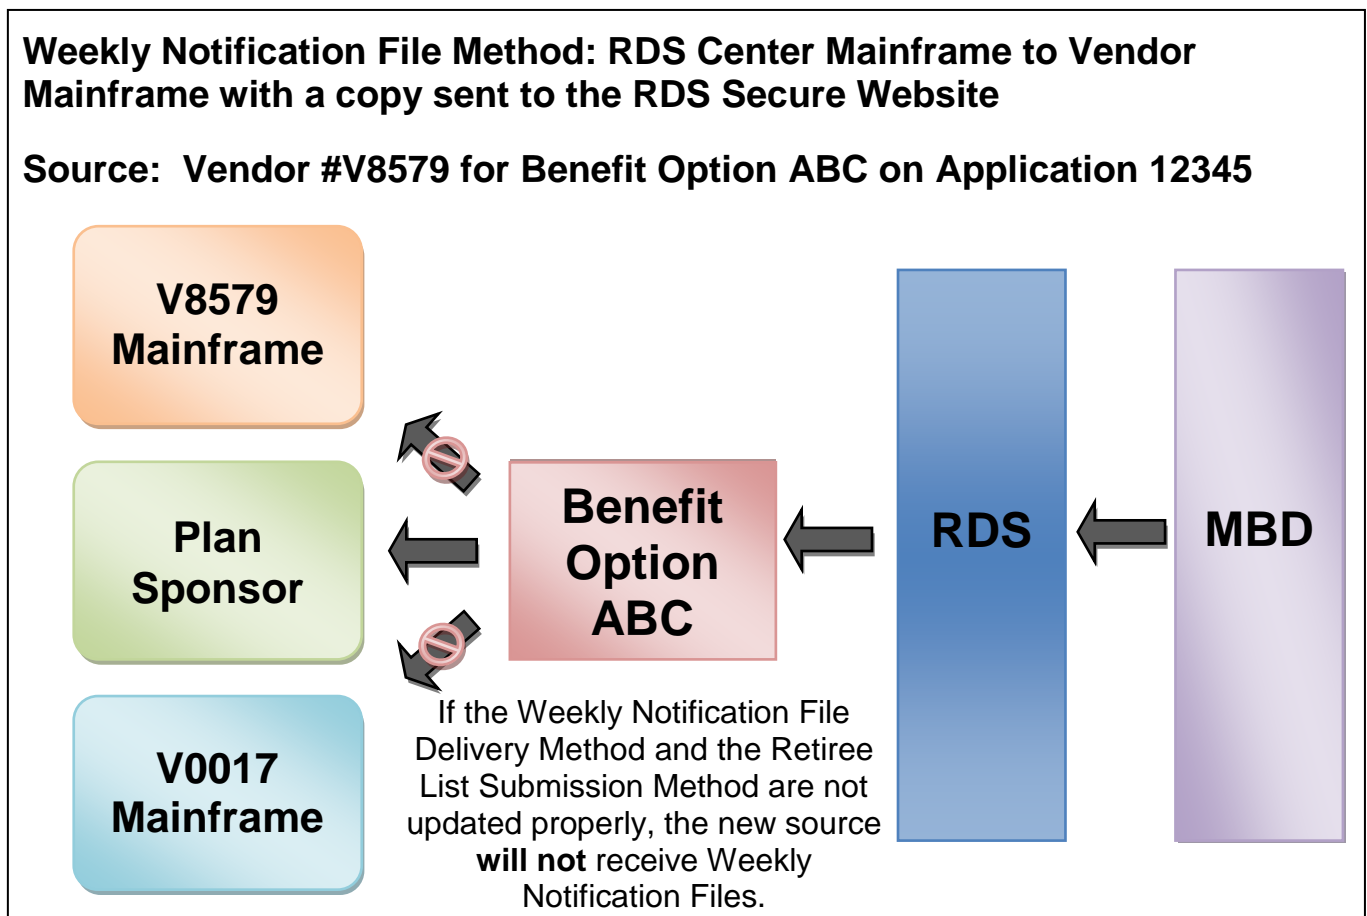 Weekly Notification File Method: RDS Center Mainframe to Vendor
Mainframe with a copy sent to the RDS Secure Website
Source:  Vendor #V8579 for Benefit Option ABC on Application 12345
V8579
Mainframe
Plan
Sponsor
V0017
Mainframe
Benefit
Option
ABC
RDS
MBD
If the Weekly Notification File
Delivery Method and the Retiree
List Submission Method are not
updated properly, the new source
will not receive Weekly
Notification Files.